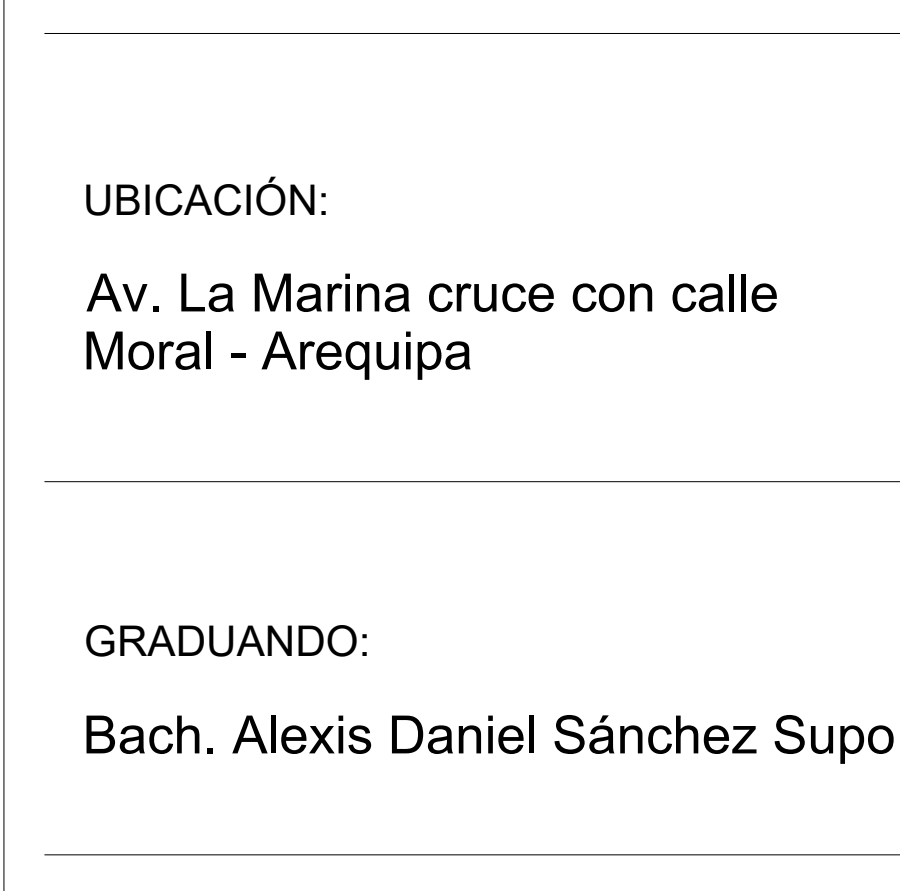 UBICACIÓN:
Av. La Marina cruce con calle
Moral - Arequipa
GRADUANDO:
Bach. Alexis Daniel Sánchez Supo